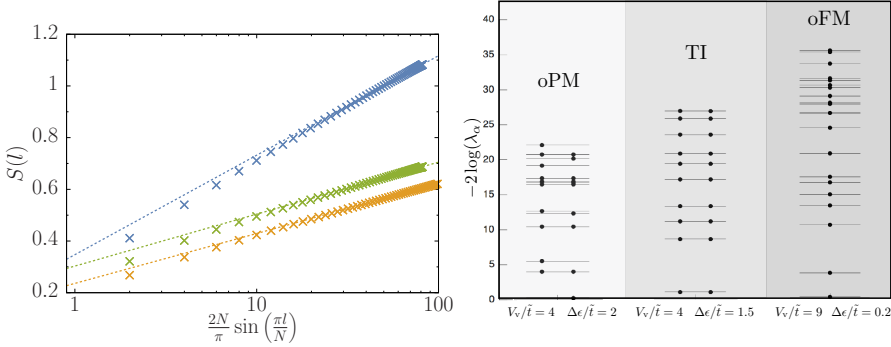 1.2
1
0.8
0.6
0.4
0.2
S(l)
1
10
100
2N/π sin (πl/N)
40
35
30
25
20
15
10
5
0
−2 log(λα)
oPM
TI
oFM
Vv/t̃ = 4 Δϵ/t̃ = 2
Vv/t̃ = 4 Δϵ/t̃ = 1.5
Vv/t̃ = 9 Δϵ/t̃ = 0.2